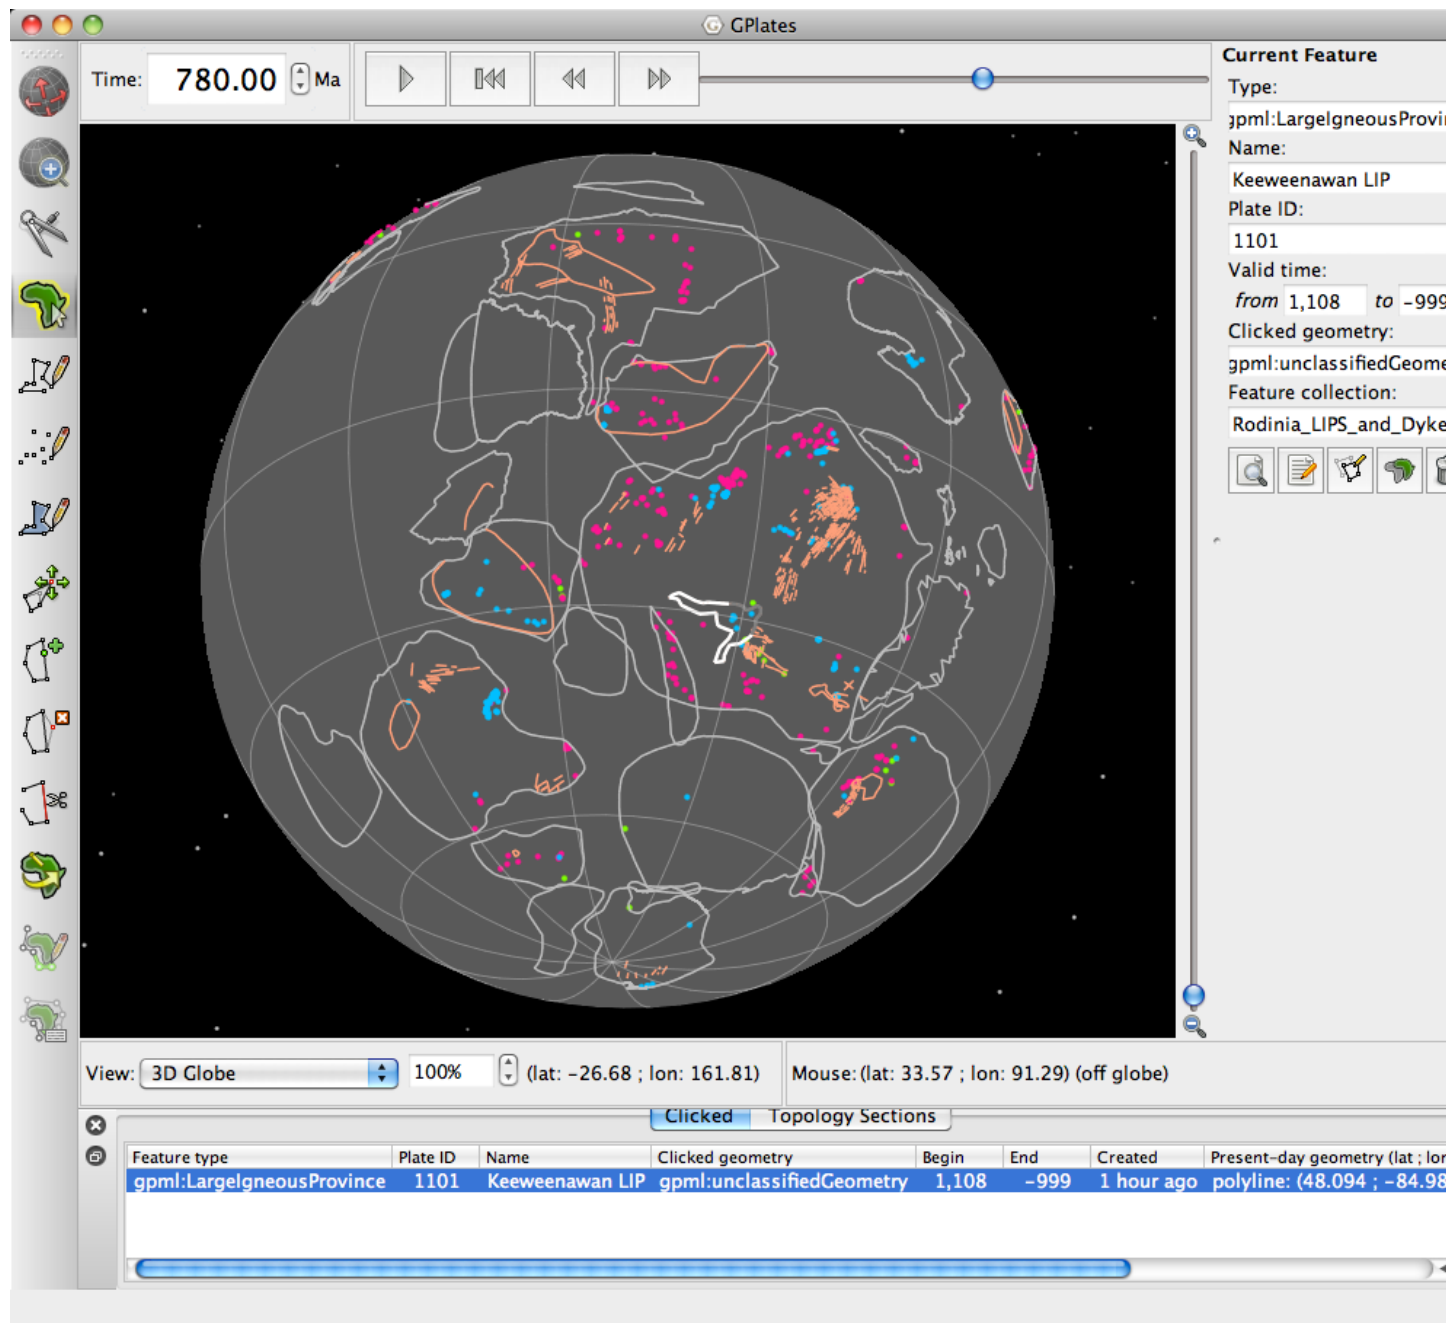 GPlates
Time: 780.00 Ma
Current Feature
Type:
gpml:LargeIgneousProvin
Name:
Keeweenawan LIP
Plate ID:
1101
Valid time:
from 1,108 to -999
Clicked geometry:
gpml:unclassifiedGeome
Feature collection:
Rodinia_LIPS_and_Dyke
View: 3D Globe 100% (lat: -26.68 ; lon: 161.81) Mouse: (lat: 33.57 ; lon: 91.29) (off globe)
Clicked Topology Sections
Feature type Plate ID Name Clicked geometry Begin End Created Present-day geometry (lat ; lon
gpml:LargeIgneousProvince 1101 Keeweenawan LIP gpml:unclassifiedGeometry 1,108 -999 1 hour ago polyline: (48.094 ; -84.98